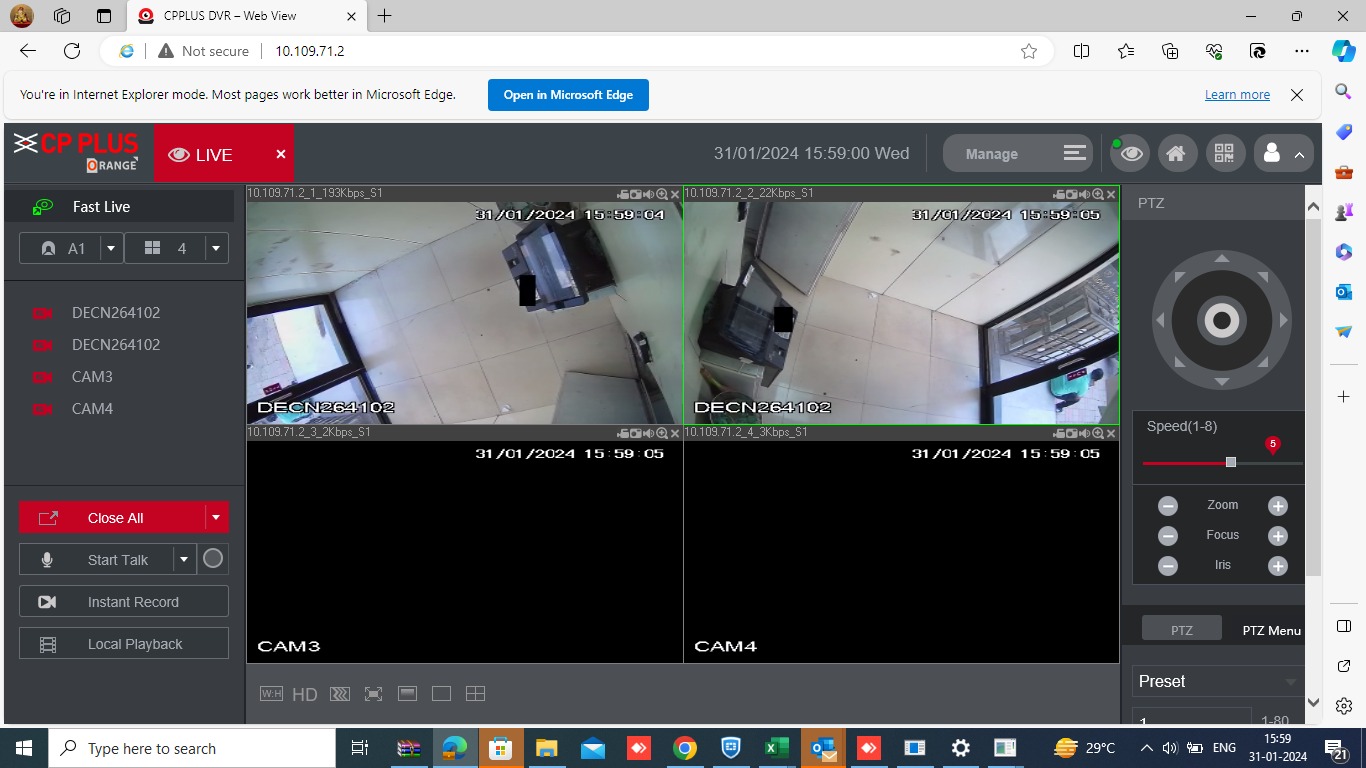 CPPLUS DVR – Web View
Not secure
10.109.71.2
You're in Internet Explorer mode. Most pages work better in Microsoft Edge.
Open in Microsoft Edge
Learn more
CP PLUS
ORANGE
LIVE
31/01/2024 15:59:00 Wed
Manage
Fast Live
A1
4
DECN264102
DECN264102
CAM3
CAM4
Close All
Start Talk
Instant Record
Local Playback
10.109.71.2_1_193Kbps_S1
31/01/2024 15:59:04
DECN264102
10.109.71.2_2_22Kbps_S1
31/01/2024 15:59:05
DECN264102
10.109.71.2_3_2Kbps_S1
31/01/2024 15:59:05
CAM3
10.109.71.2_4_3Kbps_S1
31/01/2024 15:59:05
CAM4
W:H
HD
PTZ
Speed(1-8)
5
Zoom
Focus
Iris
PTZ
PTZ Menu
Preset
1
1-80
Type here to search
29°C
ENG
15:59
31-01-2024
21